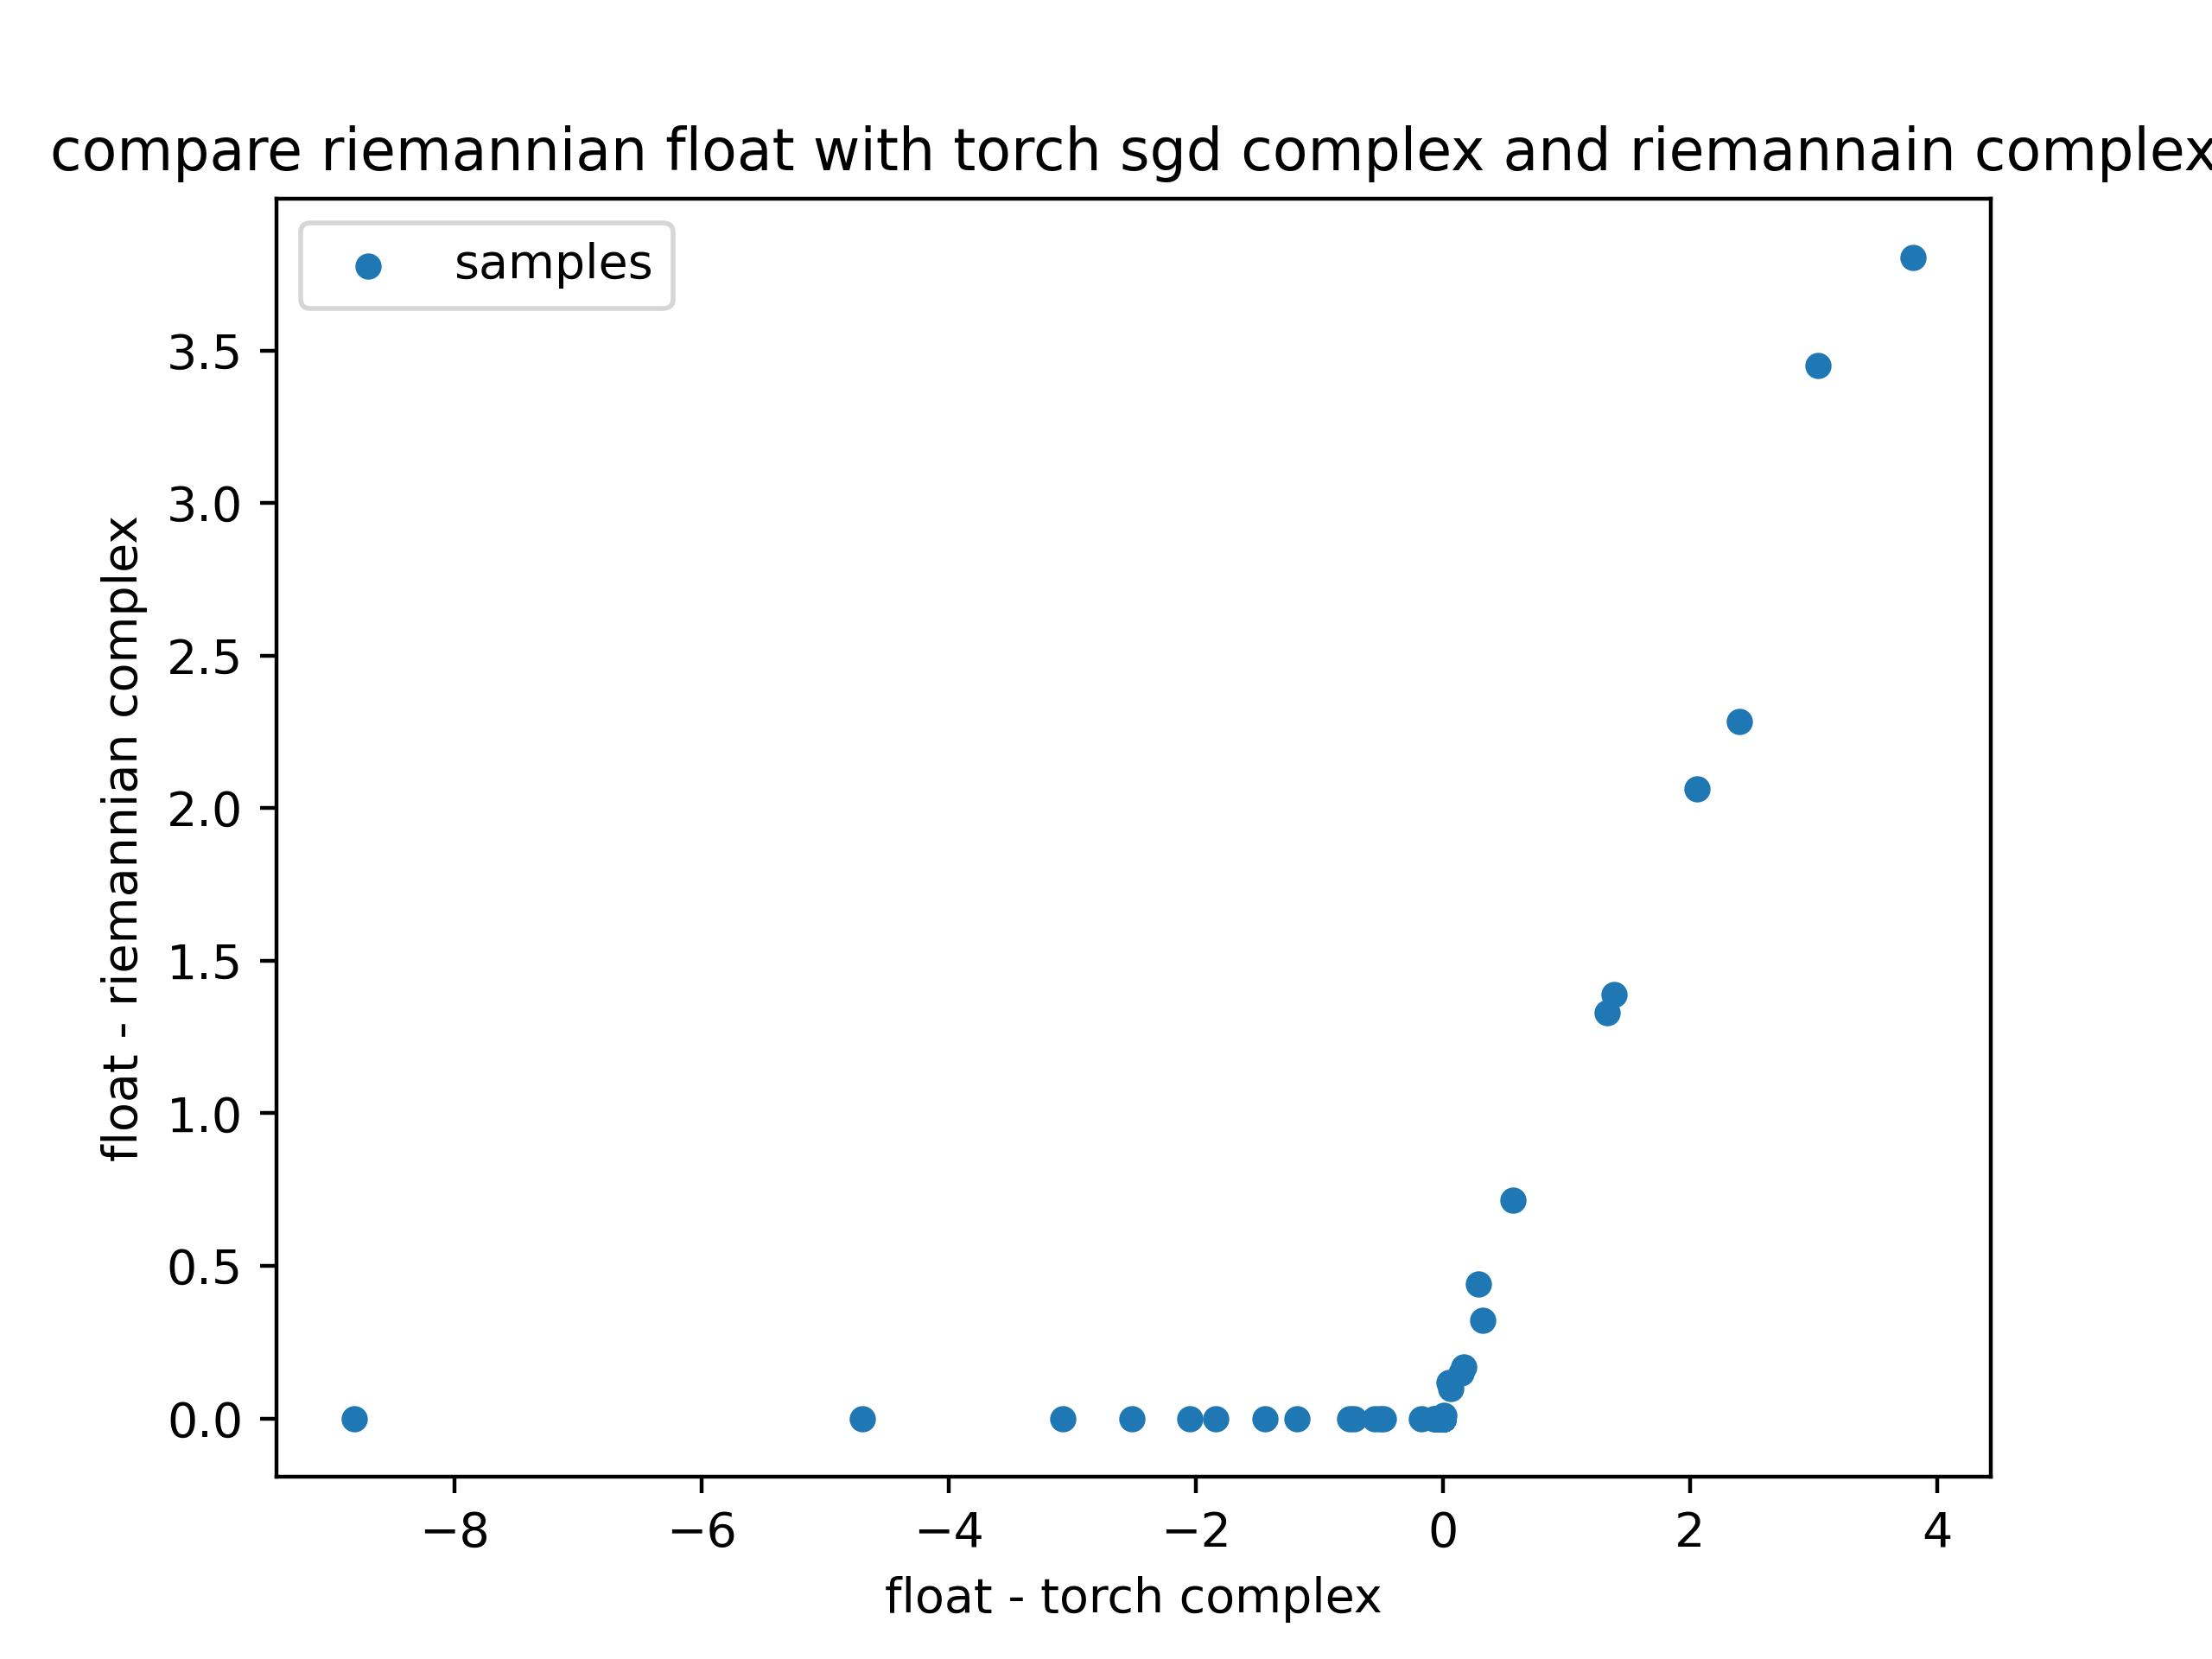 compare riemannian float with torch sgd complex and riemannain complex
samples
3.5
3.0
2.5
2.0
1.5
1.0
0.5
0.0
float - riemannian complex
−8 −6 −4 −2 0 2 4
float - torch complex